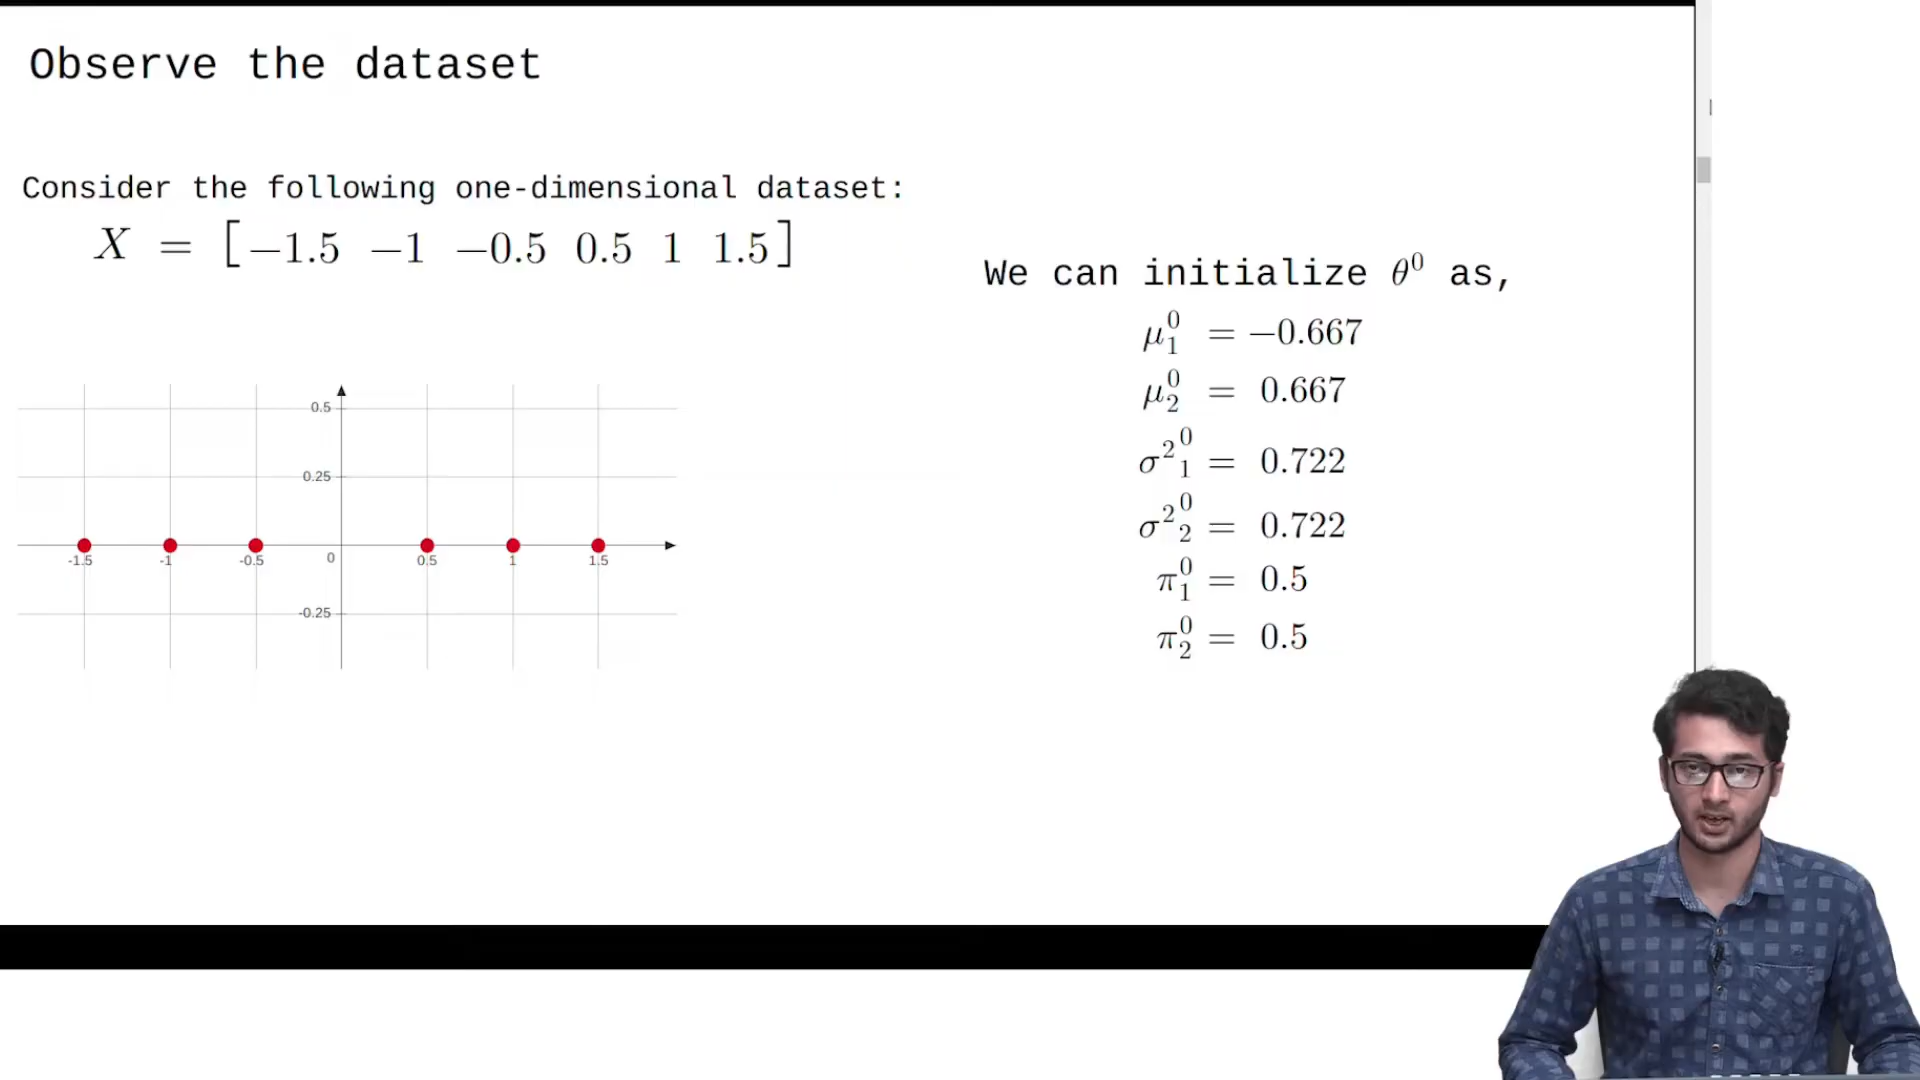 Observe the dataset
Consider the following one-dimensional dataset:
X = [−1.5 −1 −0.5 0.5 1 1.5]
We can initialize θ⁰ as,
μ₁⁰ = −0.667
μ₂⁰ = 0.667
σ²₁⁰ = 0.722
σ²₂⁰ = 0.722
π₁⁰ = 0.5
π₂⁰ = 0.5
0.5
0.25
-1.5 -1 -0.5 0 0.5 1 1.5
-0.25